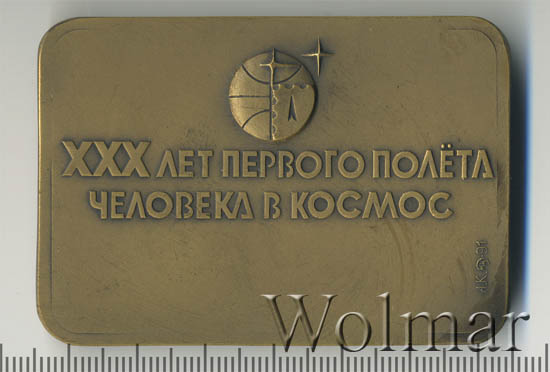 XXX ЛЕТ ПЕРВОГО ПОЛЁТА
ЧЕЛОВЕКА В КОСМОС
Wolmar